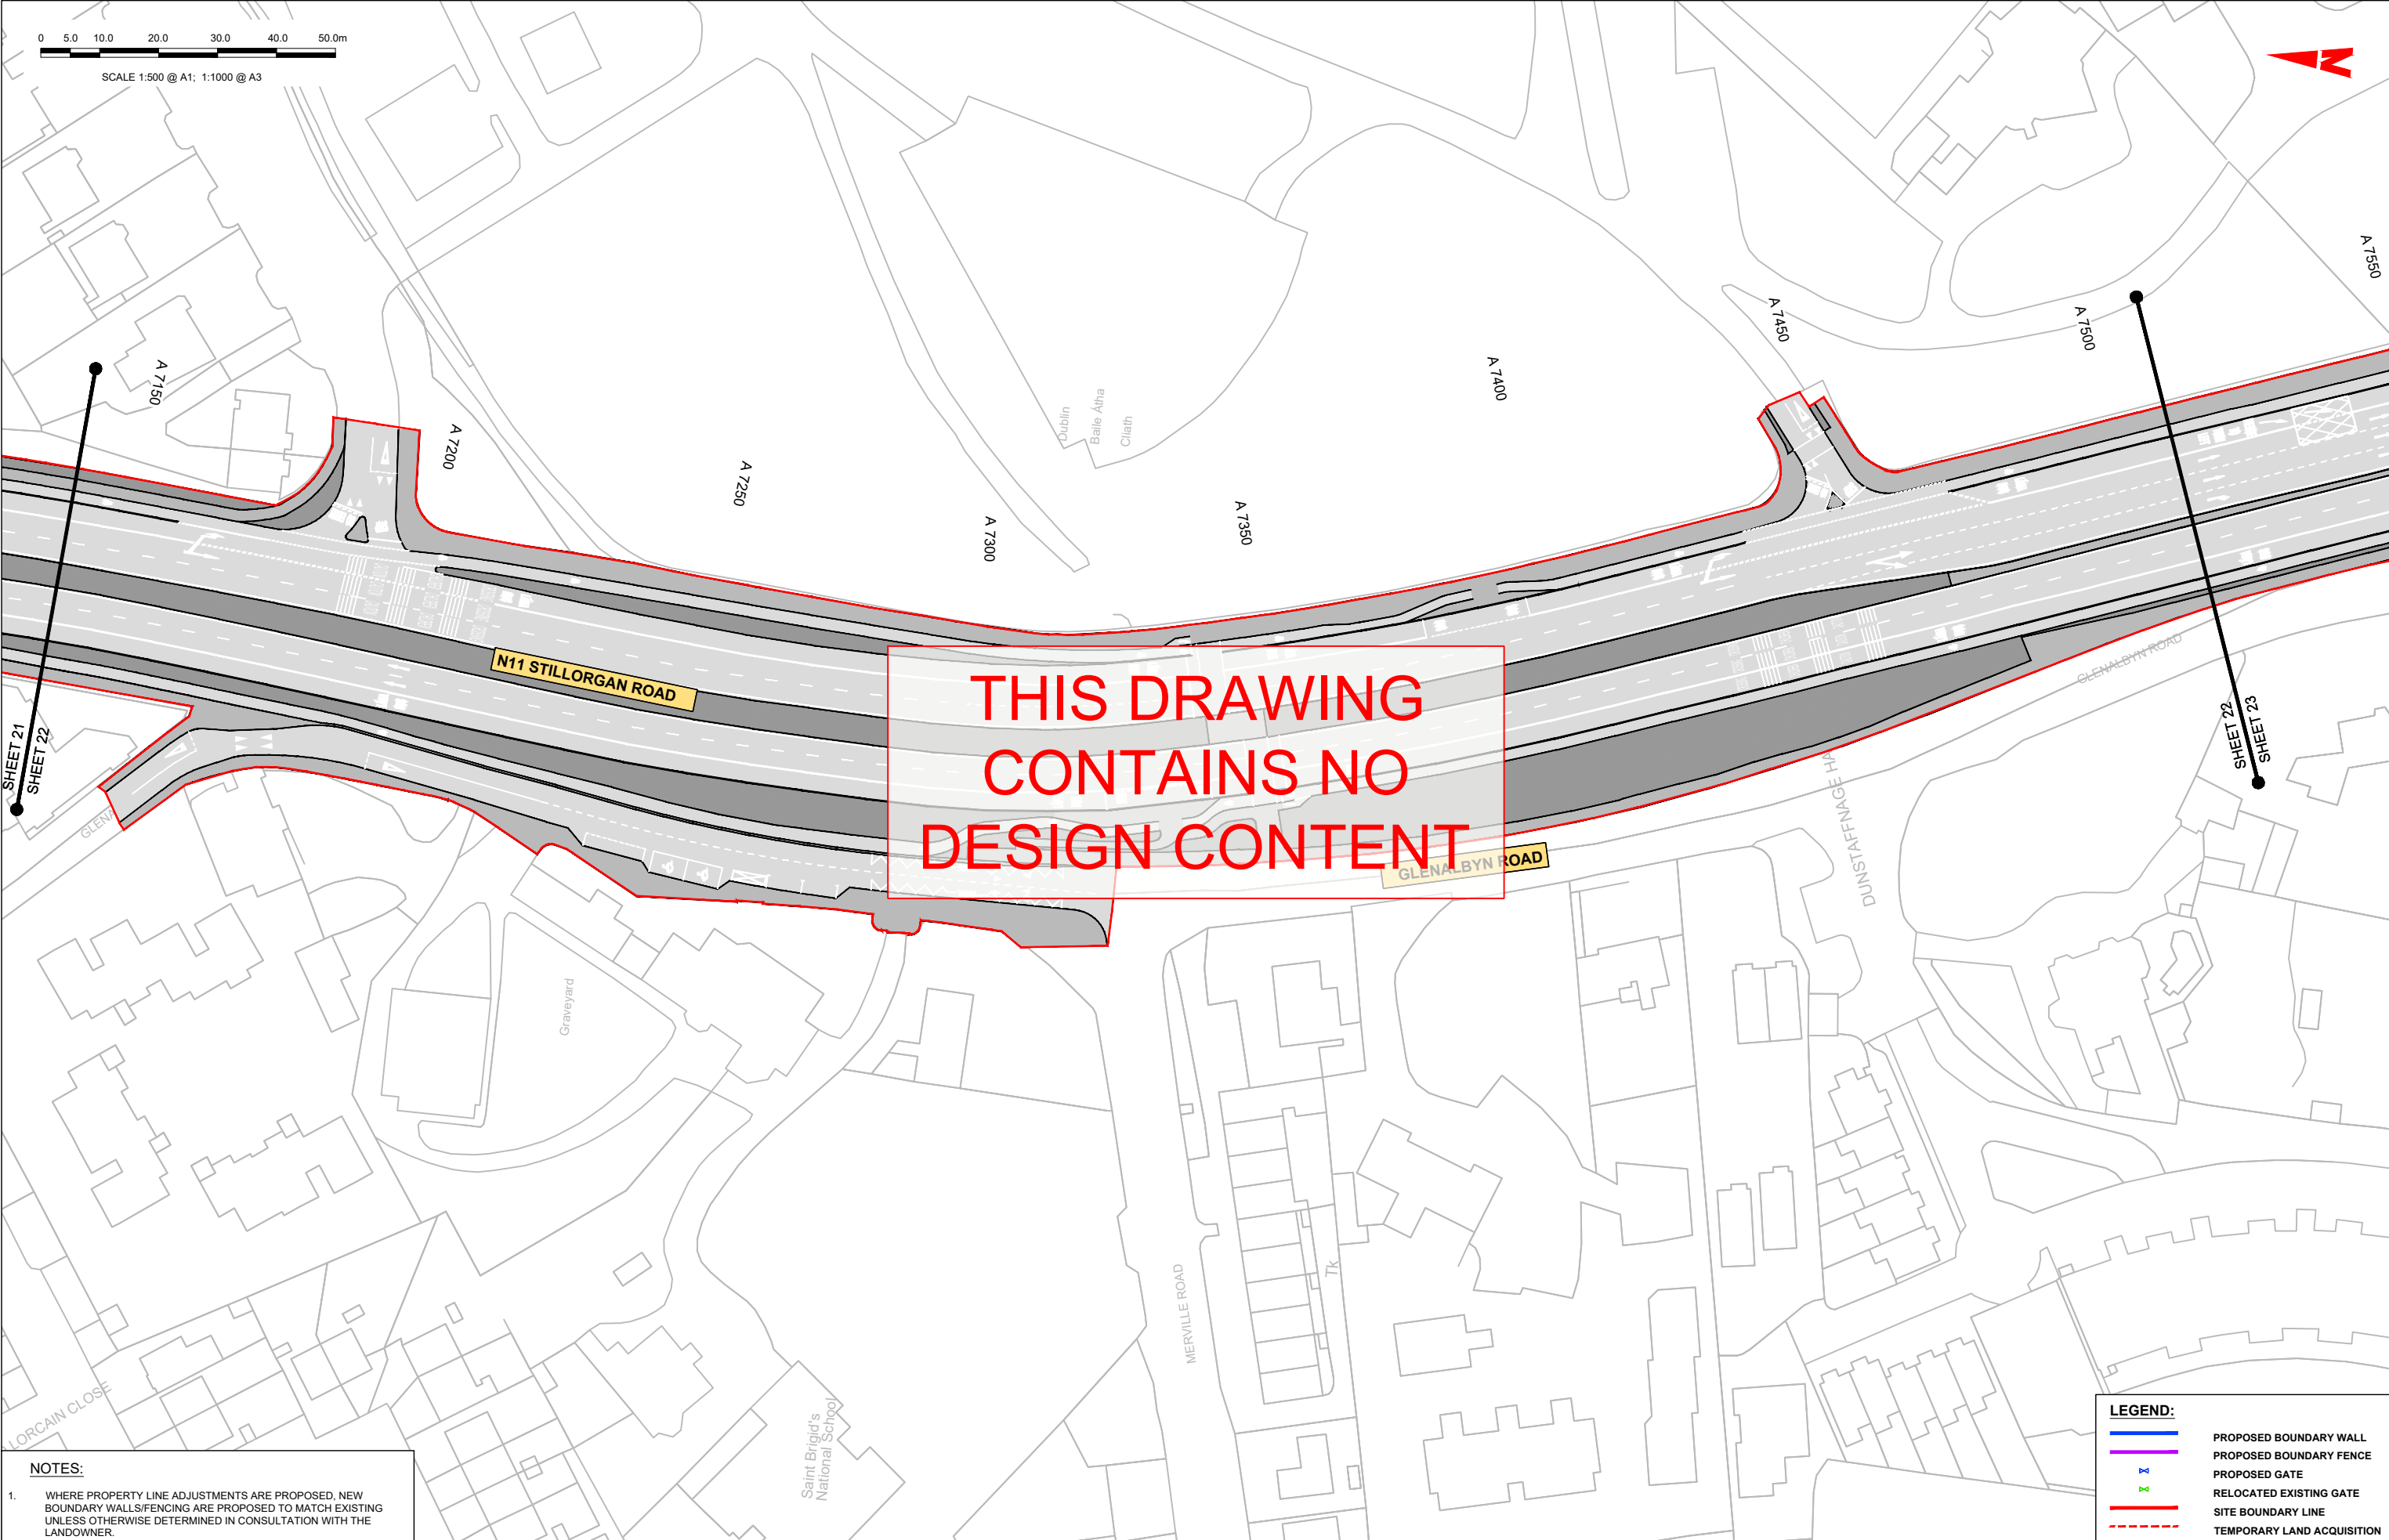 0 5.0 10.0 20.0 30.0 40.0 50.0m
SCALE 1:500 @ A1; 1:1000 @ A3
N
A 7150
A 7200
A 7250
A 7300
A 7350
A 7400
A 7450
A 7500
A 7550
Dublin
Baile Átha
Cliath
SHEET 21
SHEET 22
N11 STILLORGAN ROAD
THIS DRAWING
CONTAINS NO
DESIGN CONTENT
GLENALBYN ROAD
GLENALBYN ROAD
SHEET 22
SHEET 23
DUNSTAFFNAGE HA
GLENA
Graveyard
MERVILLE ROAD
Tk
Saint Brigid's
National School
LORCAIN CLOSE
NOTES:
1. WHERE PROPERTY LINE ADJUSTMENTS ARE PROPOSED, NEW
BOUNDARY WALLS/FENCING ARE PROPOSED TO MATCH EXISTING
UNLESS OTHERWISE DETERMINED IN CONSULTATION WITH THE
LANDOWNER.
LEGEND:
PROPOSED BOUNDARY WALL
PROPOSED BOUNDARY FENCE
PROPOSED GATE
RELOCATED EXISTING GATE
SITE BOUNDARY LINE
TEMPORARY LAND ACQUISITION